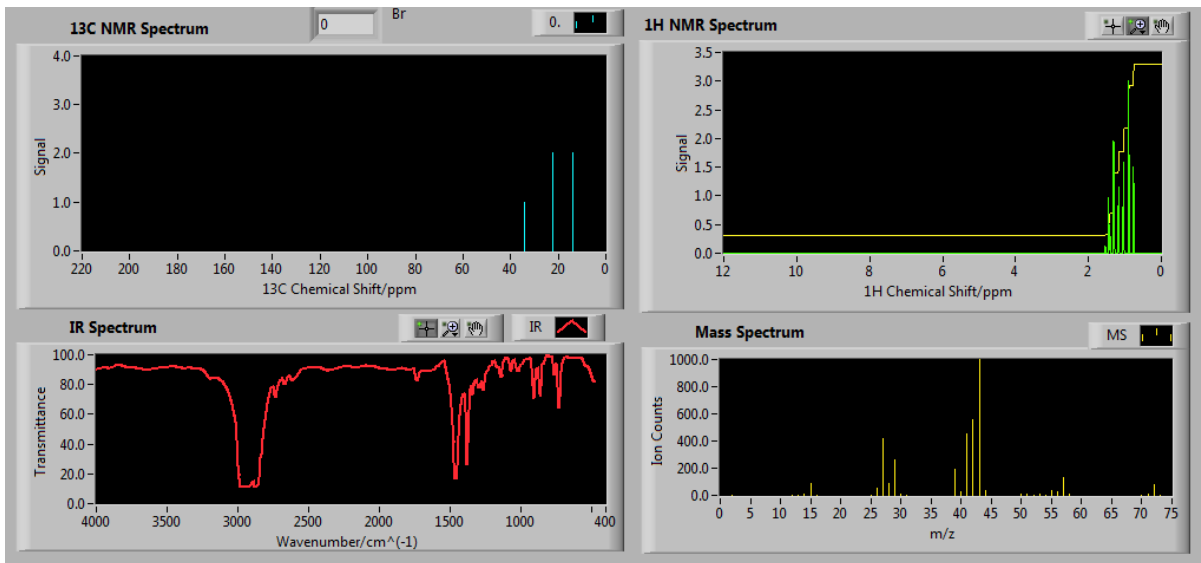 13C NMR Spectrum
0
Br
0.
Signal
4.0
3.0
2.0
1.0
0.0
220 200 180 160 140 120 100 80 60 40 20 0
13C Chemical Shift/ppm
1H NMR Spectrum
Signal
3.5
3.0
2.5
2.0
1.5
1.0
0.5
0.0
12 10 8 6 4 2 0
1H Chemical Shift/ppm
IR Spectrum
IR
Transmittance
100.0
80.0
60.0
40.0
20.0
0.0
4000 3000 2000 1000 400
Wavenumber/cm^(-1)
Mass Spectrum
MS
Ion Counts
1000.0
800.0
600.0
400.0
200.0
0.0
0 5 10 15 20 25 30 35 40 45 50 55 60 65 70 75
m/z